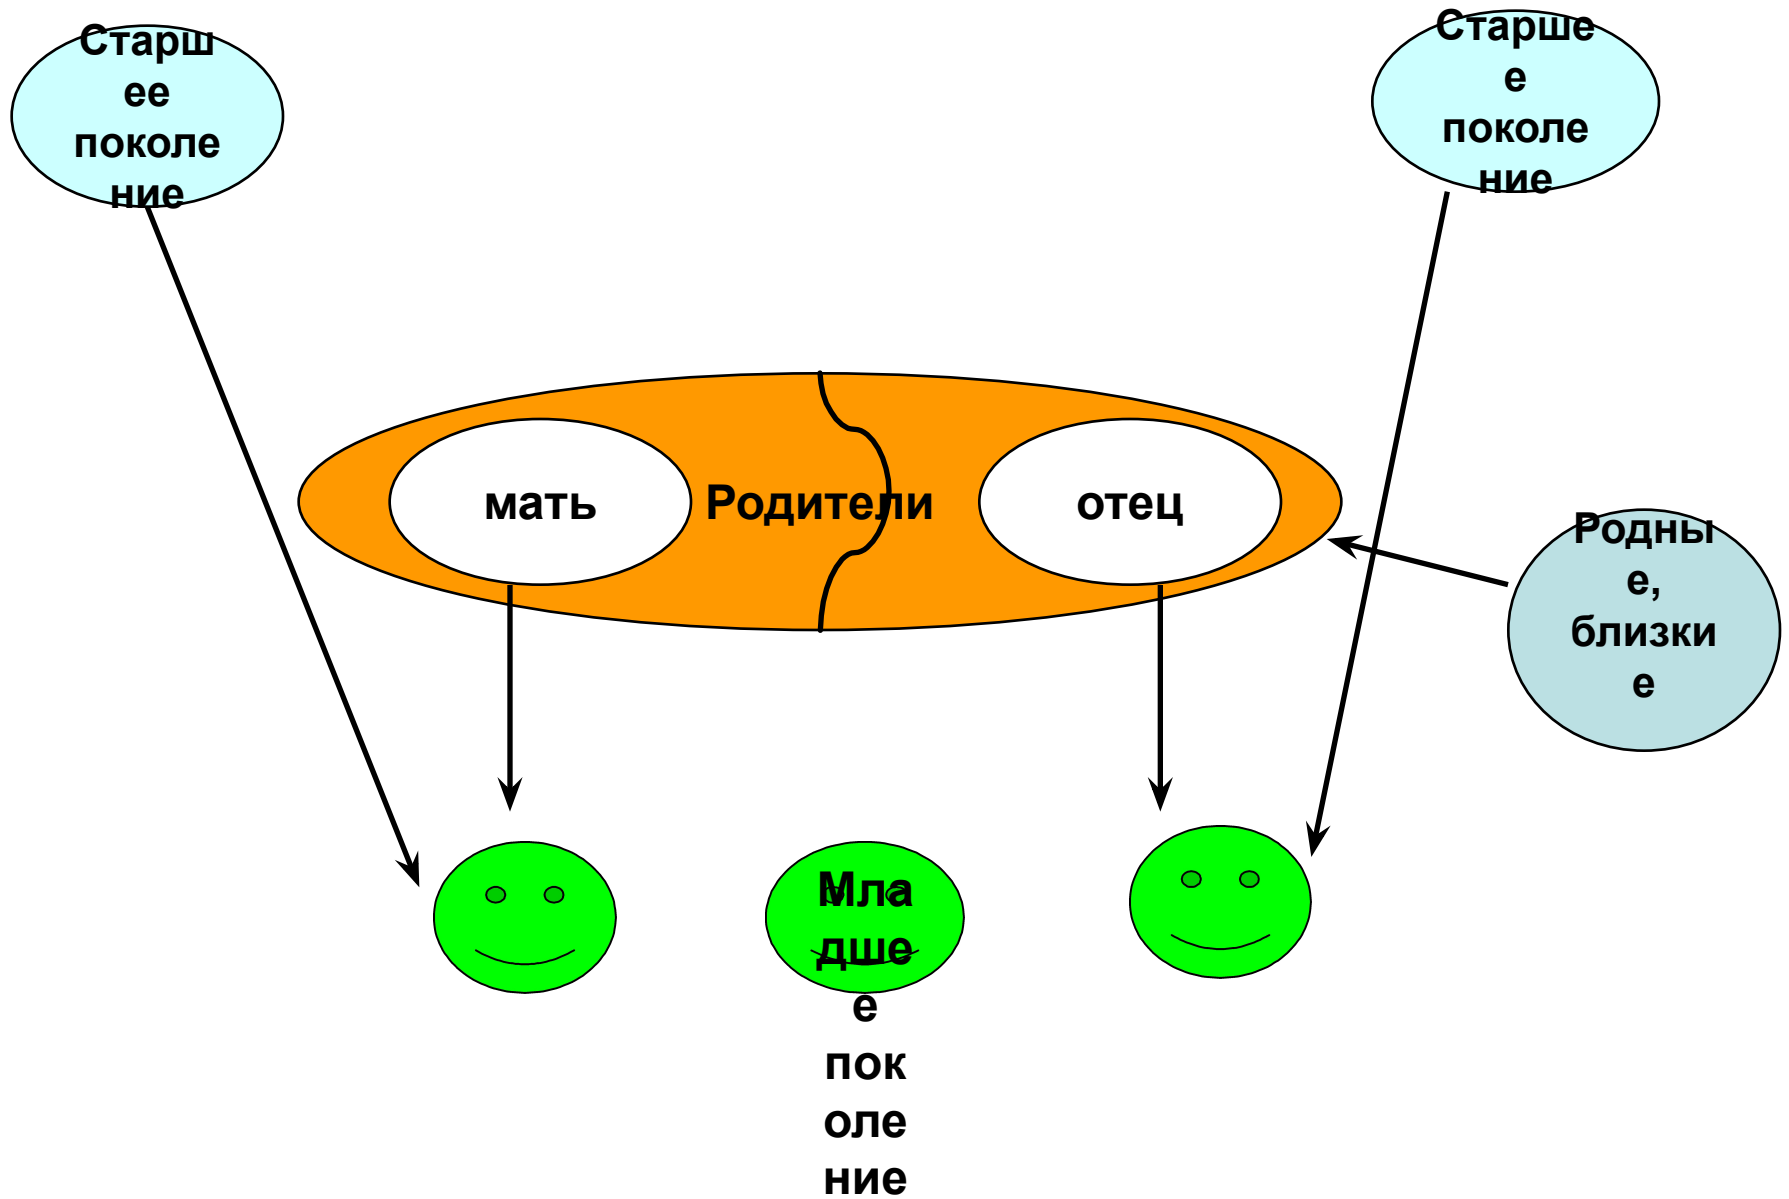 Старш
ее
поколе
ние
Старше
е
поколе
ние
мать
Родители
отец
Родны
е,
близки
е
Мла
дше
е
пок
оле
ние